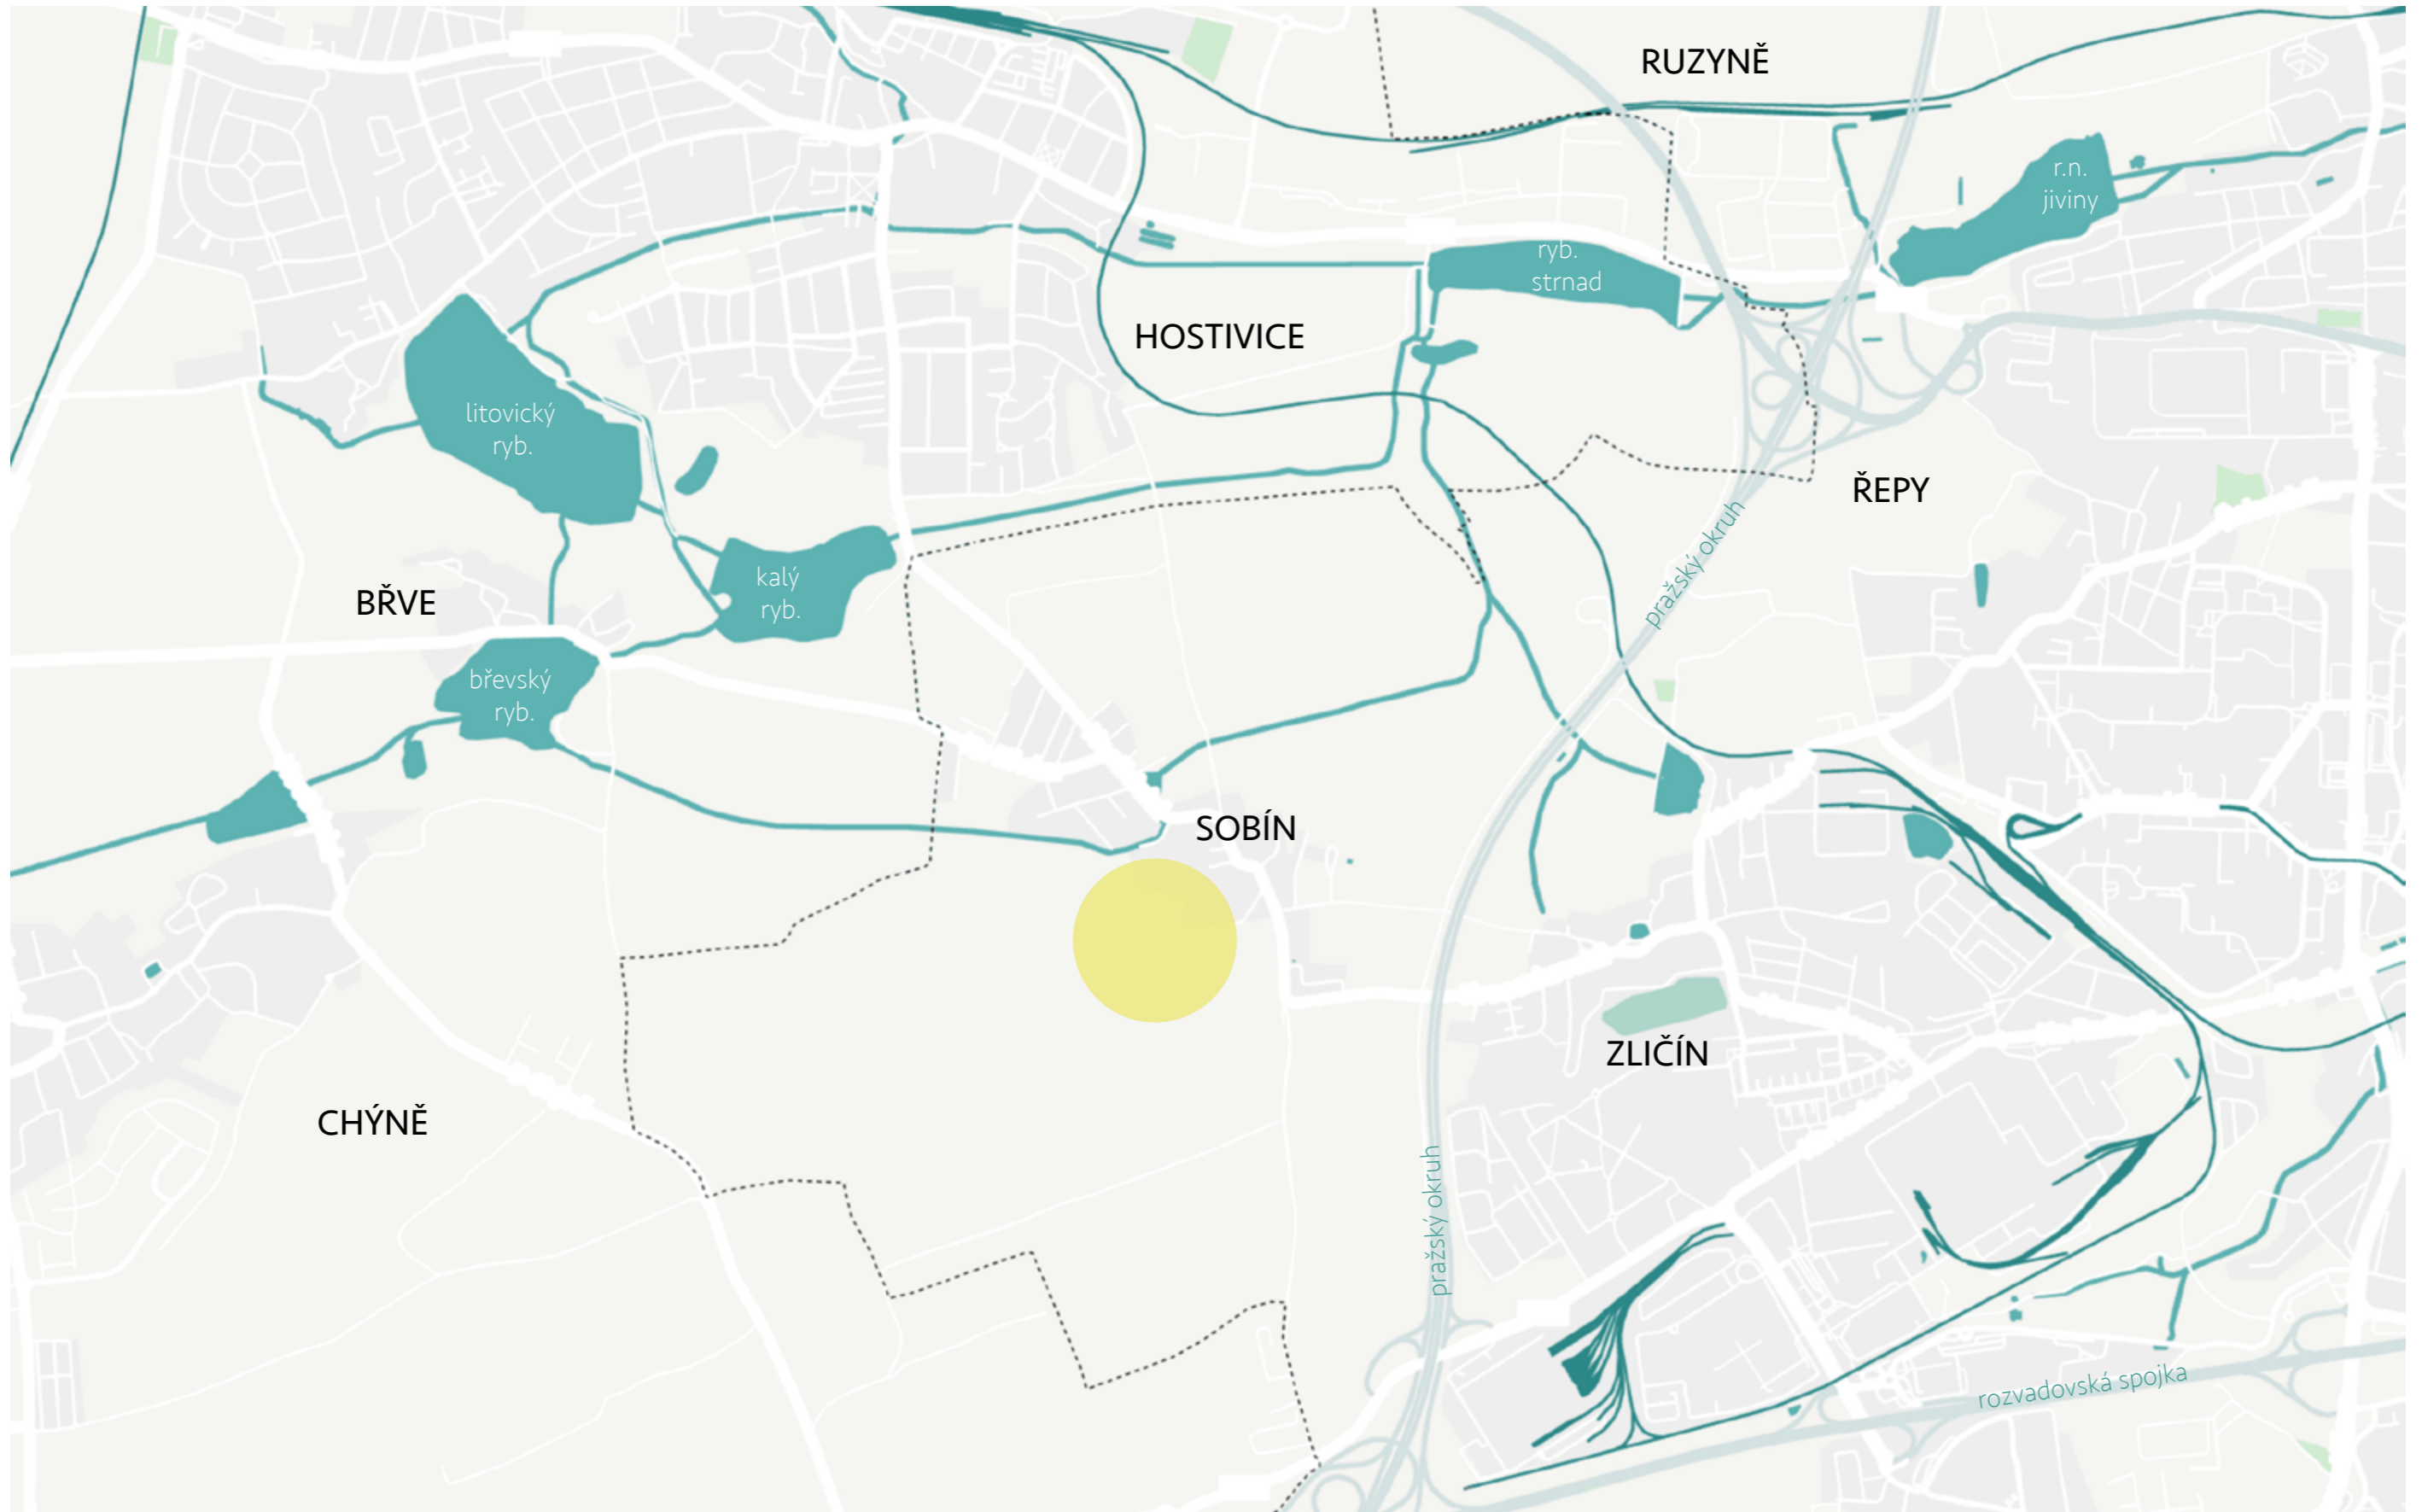 RUZYNĚ
r.n.
jiviny
ryb.
strnad
HOSTIVICE
litovický
ryb.
ŘEPY
pražský okruh
kalý
ryb.
BŘVE
břevský
ryb.
SOBÍN
ZLIČÍN
CHÝNĚ
pražský okruh
rozvadovská spojka